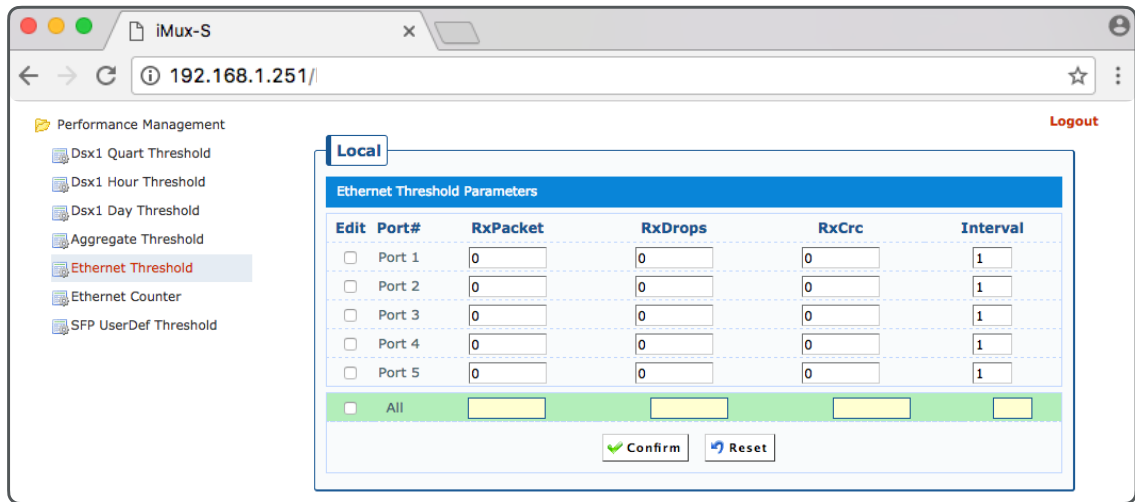 iMux-S
192.168.1.251/
Performance Management
Dsx1 Quart Threshold
Dsx1 Hour Threshold
Dsx1 Day Threshold
Aggregate Threshold
Ethernet Threshold
Ethernet Counter
SFP UserDef Threshold
Logout
Local
Ethernet Threshold Parameters
Edit Port# RxPacket RxDrops RxCrc Interval
Port 1 0 0 0 1
Port 2 0 0 0 1
Port 3 0 0 0 1
Port 4 0 0 0 1
Port 5 0 0 0 1
All
Confirm Reset